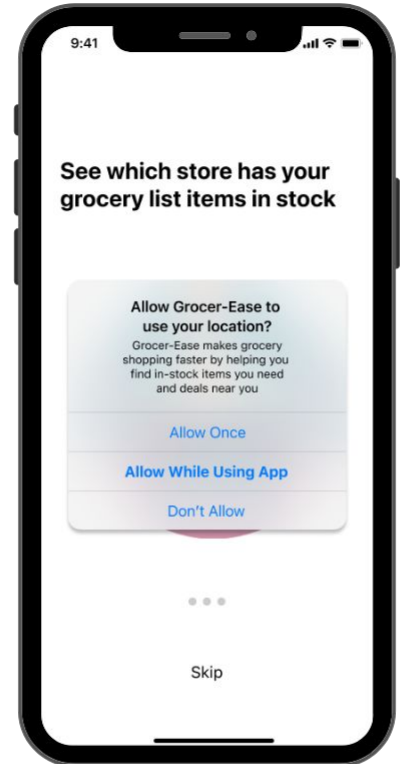 9:41
See which store has your
grocery list items in stock
Allow Grocer-Ease to
use your location?
Grocer-Ease makes grocery
shopping faster by helping you
find in-stock items you need
and deals near you
Allow Once
Allow While Using App
Don't Allow
Skip